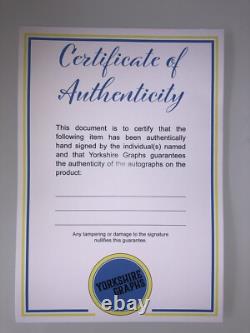 Certificate of
Authenticity
This document is to certify that the
following item has been authentically
hand signed by the individual(s) named
and that Yorkshire Graphs guarantees
the authenticity of the autographs on
the product:
Any tampering or damage to the signature
nullifies this guarantee.
YORKSHIRE
GRAPHS